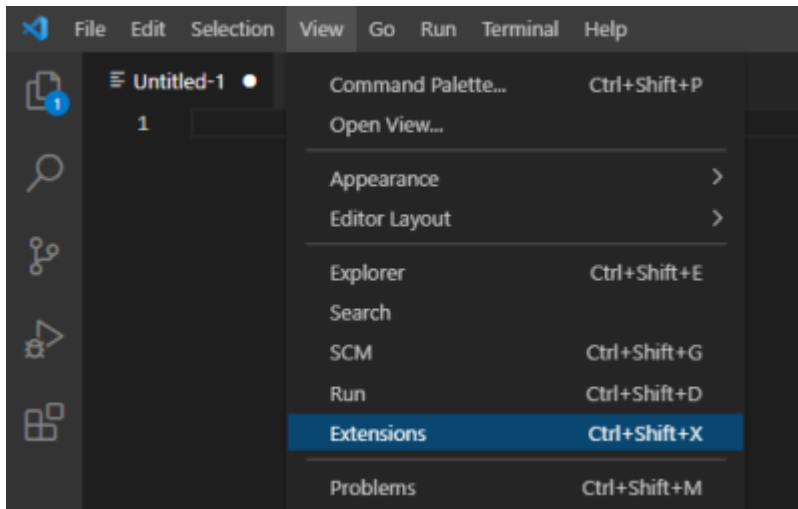 File Edit Selection View Go Run Terminal Help
Untitled-1
1
1
Command Palette... Ctrl+Shift+P
Open View...
Appearance
Editor Layout
Explorer Ctrl+Shift+E
Search
SCM Ctrl+Shift+G
Run Ctrl+Shift+D
Extensions Ctrl+Shift+X
Problems Ctrl+Shift+M